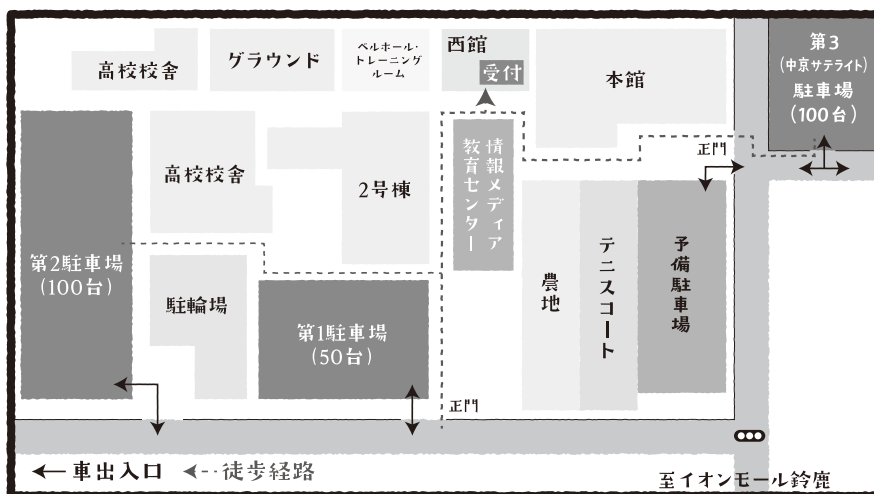 高校校舎
グラウンド
ベルホール・
トレーニング
ルーム
西館
受付
本館
第3
(中京サテライト)
駐車場
(100台)
正門
高校校舎
2号棟
情報メディア
教育センター
第2駐車場
(100台)
駐輪場
第1駐車場
(50台)
農地
テニスコート
予備駐車場
正門
車出入口
徒歩経路
至イオンモール鈴鹿